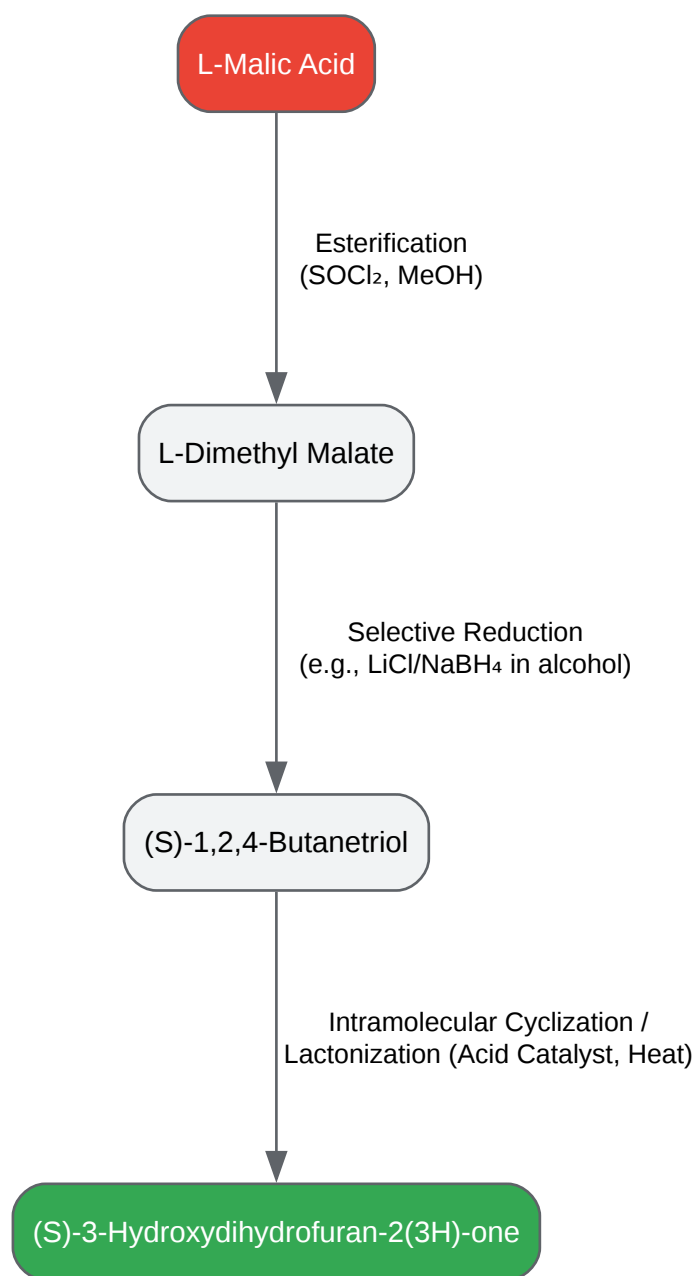 L-Malic Acid
Esterification
(SOCl₂, MeOH)
L-Dimethyl Malate
Selective Reduction
(e.g., LiCl/NaBH₄ in alcohol)
(S)-1,2,4-Butanetriol
Intramolecular Cyclization /
Lactonization (Acid Catalyst, Heat)
(S)-3-Hydroxydihydrofuran-2(3H)-one